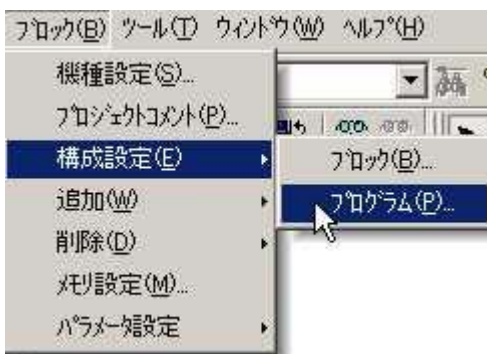 ﾌﾞﾛｯｸ(B) ﾂｰﾙ(T) ｳｨﾝﾄﾞｳ(W) ﾍﾙﾌﾟ(H)
機種設定(S)...
ﾌﾟﾛｼﾞｪｸﾄｺﾒﾝﾄ(P)...
構成設定(E)
ﾌﾞﾛｯｸ(B)...
追加(W)
ﾌﾟﾛｸﾞﾗﾑ(P)...
削除(D)
ﾒﾓﾘ設定(M)...
ﾊﾟﾗﾒｰﾀ設定